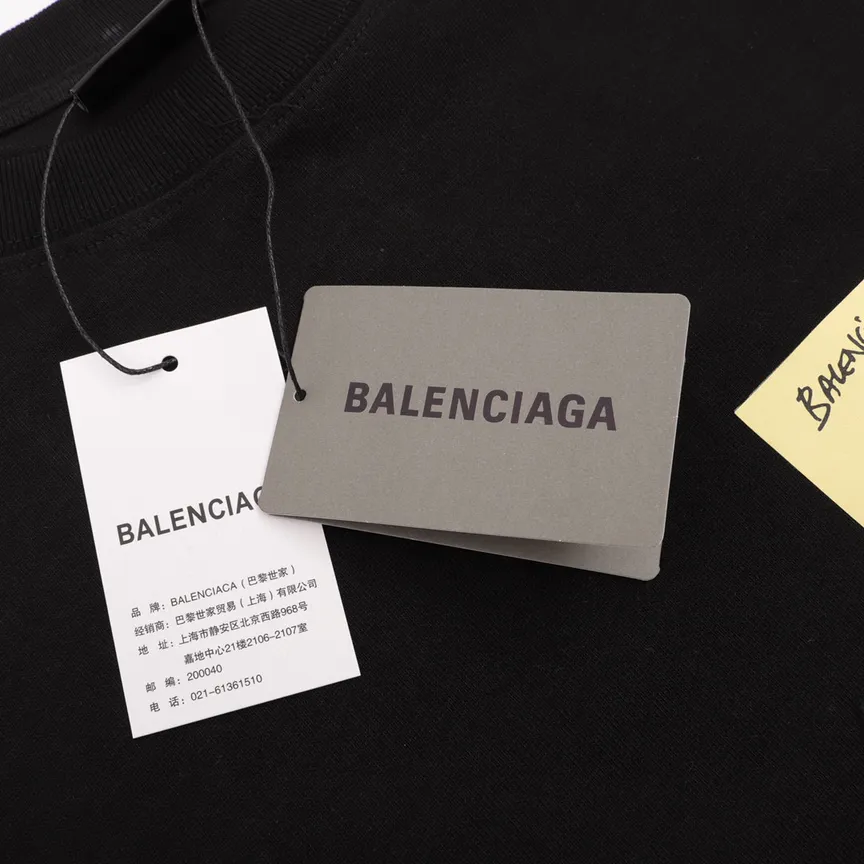 BALENCIAGA
BALENCIAG
品 牌：BALENCIACA（巴黎世家）
经销商：巴黎世家贸易（上海）有限公司
地 址：上海市静安区北京西路968号
嘉地中心21楼2106-2107室
邮 编：200040
电 话：021-61361510
BALENCI